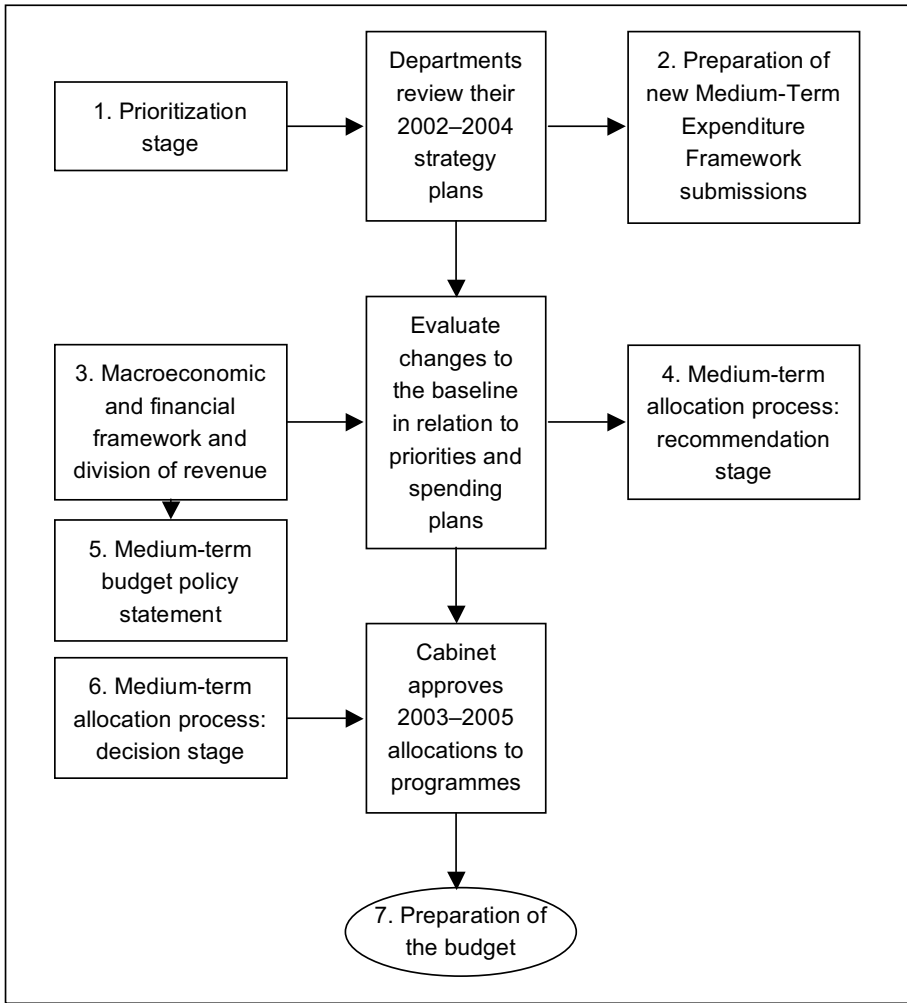 1. Prioritization
stage
Departments
review their
2002–2004
strategy
plans
2. Preparation of
new Medium-Term
Expenditure
Framework
submissions
3. Macroeconomic
and financial
framework and
division of revenue
Evaluate
changes to
the baseline
in relation to
priorities and
spending
plans
4. Medium-term
allocation process:
recommendation
stage
5. Medium-term
budget policy
statement
6. Medium-term
allocation process:
decision stage
Cabinet
approves
2003–2005
allocations to
programmes
7. Preparation of
the budget